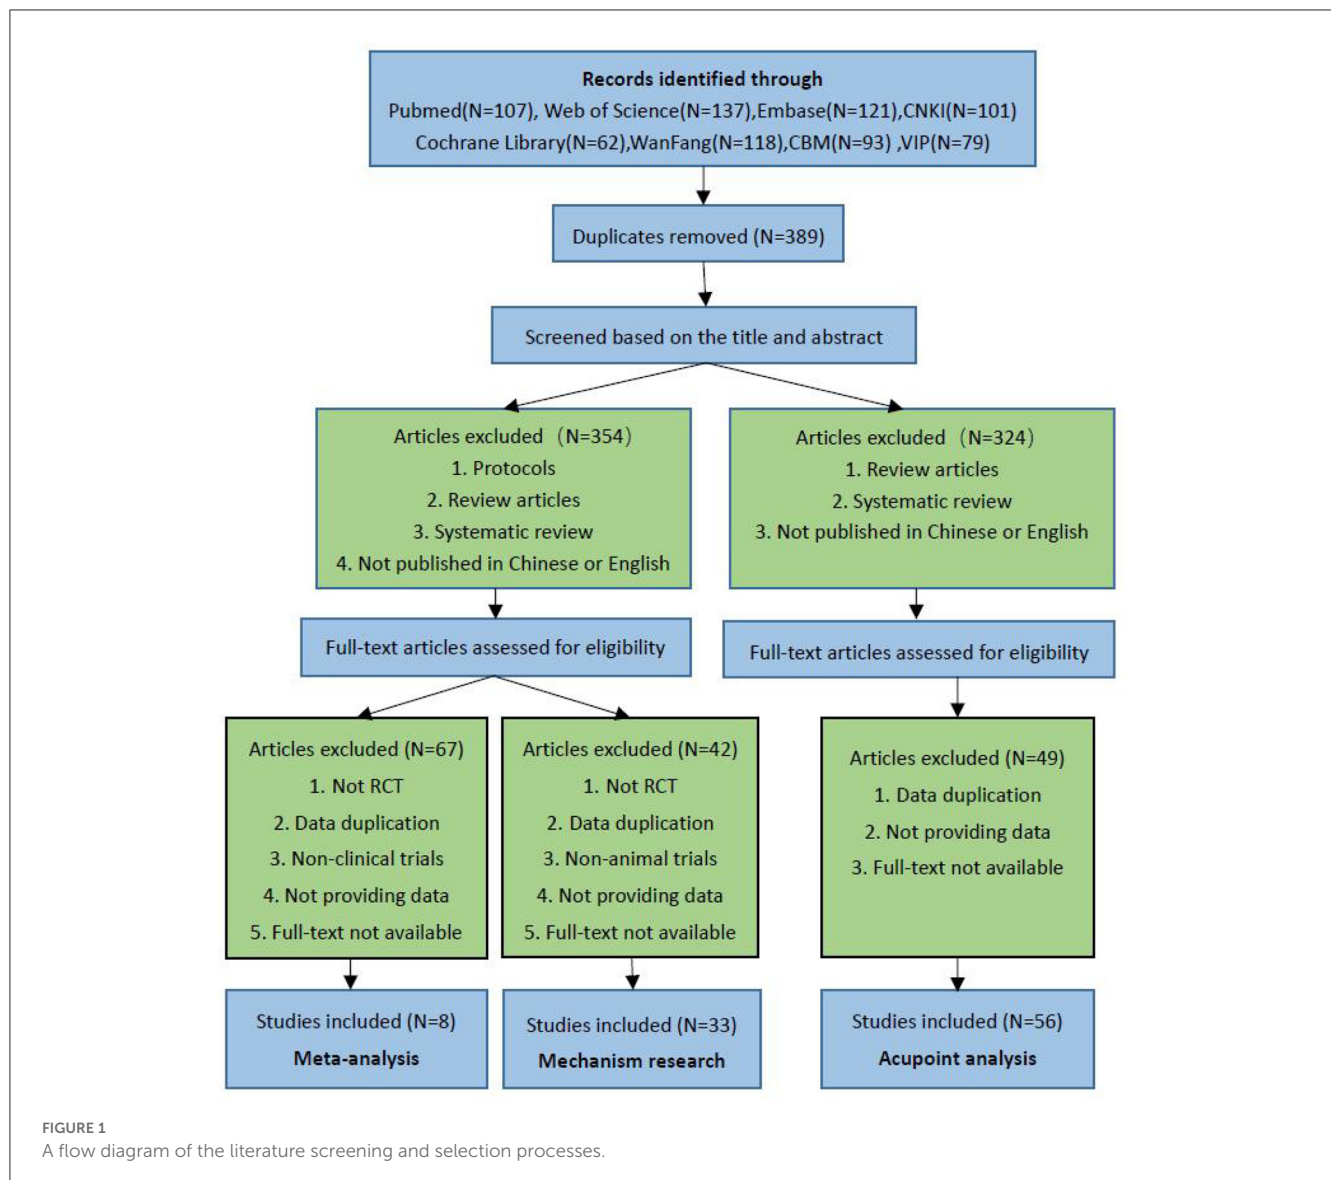 Records identified through
Pubmed(N=107), Web of Science(N=137),Embase(N=121),CNKI(N=101)
Cochrane Library(N=62),WanFang(N=118),CBM(N=93) ,VIP(N=79)
Duplicates removed (N=389)
Screened based on the title and abstract
Articles excluded（N=354）
1. Protocols
2. Review articles
3. Systematic review
4. Not published in Chinese or English
Articles excluded（N=324）
1. Review articles
2. Systematic review
3. Not published in Chinese or English
Full-text articles assessed for eligibility
Full-text articles assessed for eligibility
Articles excluded (N=67)
1. Not RCT
2. Data duplication
3. Non-clinical trials
4. Not providing data
5. Full-text not available
Articles excluded (N=42)
1. Not RCT
2. Data duplication
3. Non-animal trials
4. Not providing data
5. Full-text not available
Articles excluded (N=49)
1. Data duplication
2. Not providing data
3. Full-text not available
Studies included (N=8)
Meta-analysis
Studies included (N=33)
Mechanism research
Studies included (N=56)
Acupoint analysis
FIGURE 1
A flow diagram of the literature screening and selection processes.